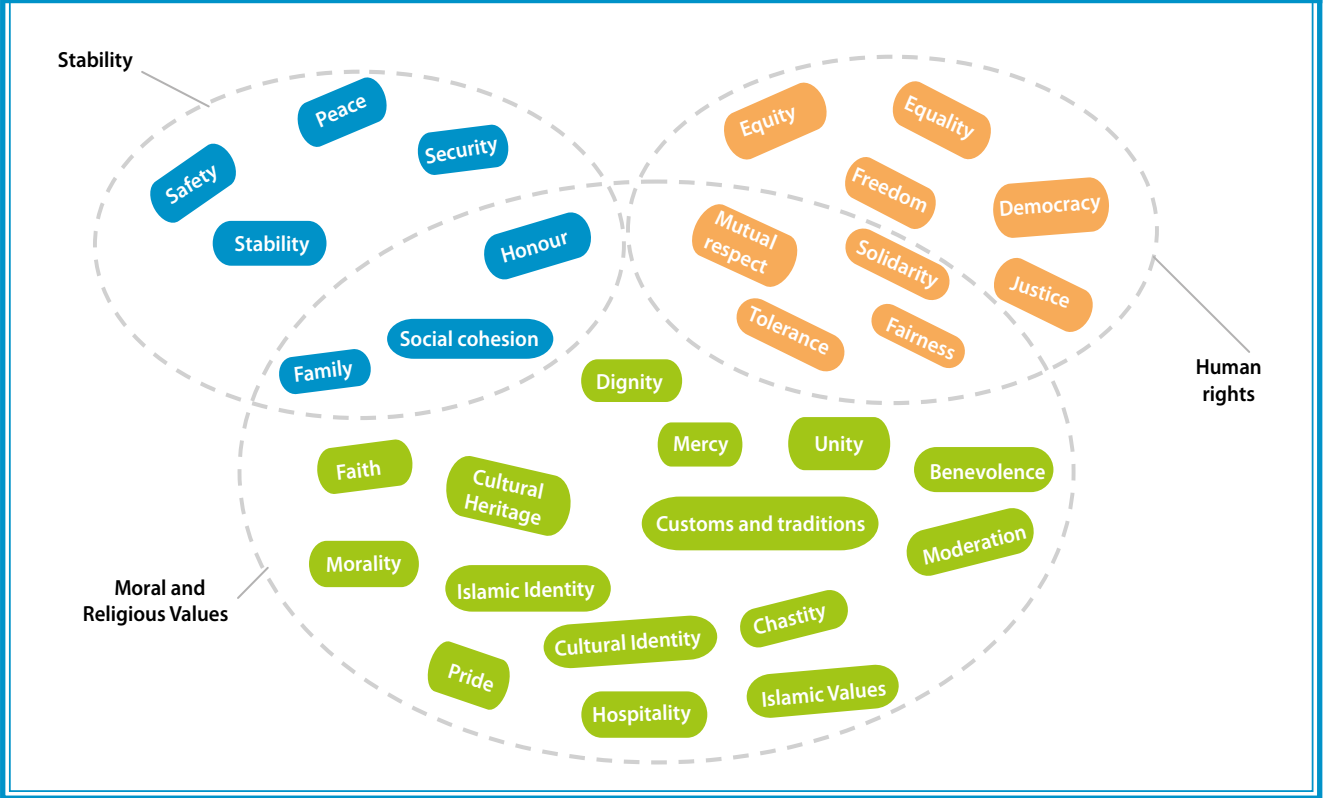 Stability
Peace
Security
Safety
Stability
Honour
Social cohesion
Family
Equity
Equality
Freedom
Democracy
Mutual
respect
Solidarity
Justice
Tolerance
Fairness
Human
rights
Dignity
Mercy
Unity
Benevolence
Faith
Cultural
Heritage
Customs and traditions
Moderation
Morality
Islamic Identity
Chastity
Cultural Identity
Pride
Islamic Values
Hospitality
Moral and
Religious Values